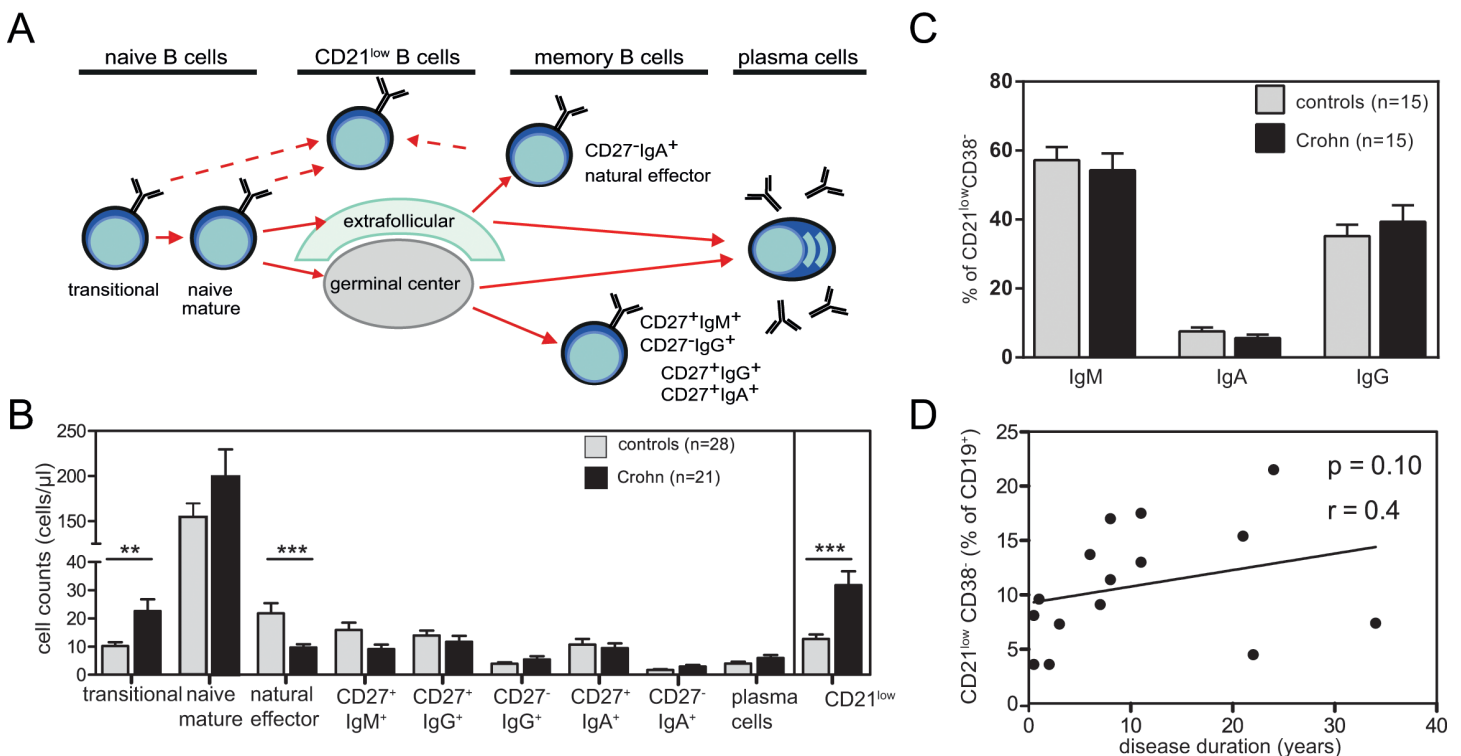 A
naive B cells
CD21low B cells
memory B cells
plasma cells
CD27-IgA+
natural effector
extrafollicular
germinal center
transitional
naive
mature
CD27+IgM+
CD27-IgG+
CD27+IgG+
CD27+IgA+
B
cell counts (cells/µl)
250
200
150
40
30
20
10
0
controls (n=28)
Crohn (n=21)
**
***
***
transitional
naive
mature
natural
effector
CD27+
IgM+
CD27+
IgG+
CD27-
IgG+
CD27+
IgA+
CD27-
IgA+
plasma
cells
CD21low
C
% of CD21lowCD38-
80
60
40
20
0
controls (n=15)
Crohn (n=15)
IgM
IgA
IgG
D
CD21low CD38- (% of CD19+)
25
20
15
10
5
0
p = 0.10
r = 0.4
0
10
20
30
40
disease duration (years)